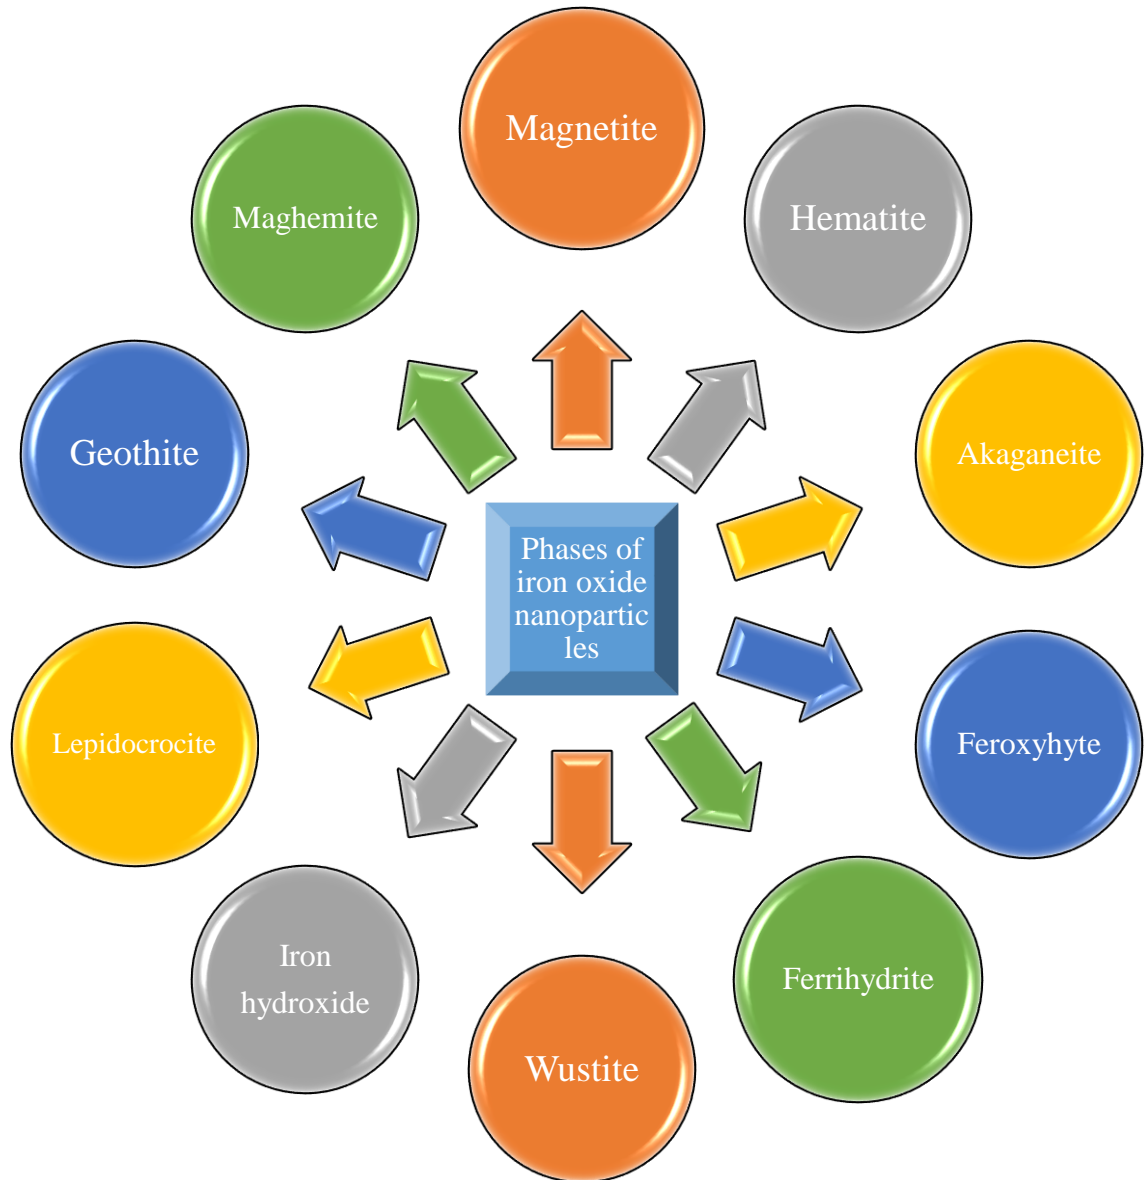 Magnetite
Hematite
Akaganeite
Feroxyhyte
Ferrihydrite
Wustite
Iron
hydroxide
Lepidocrocite
Geothite
Maghemite
Phases of
iron oxide
nanopartic
les